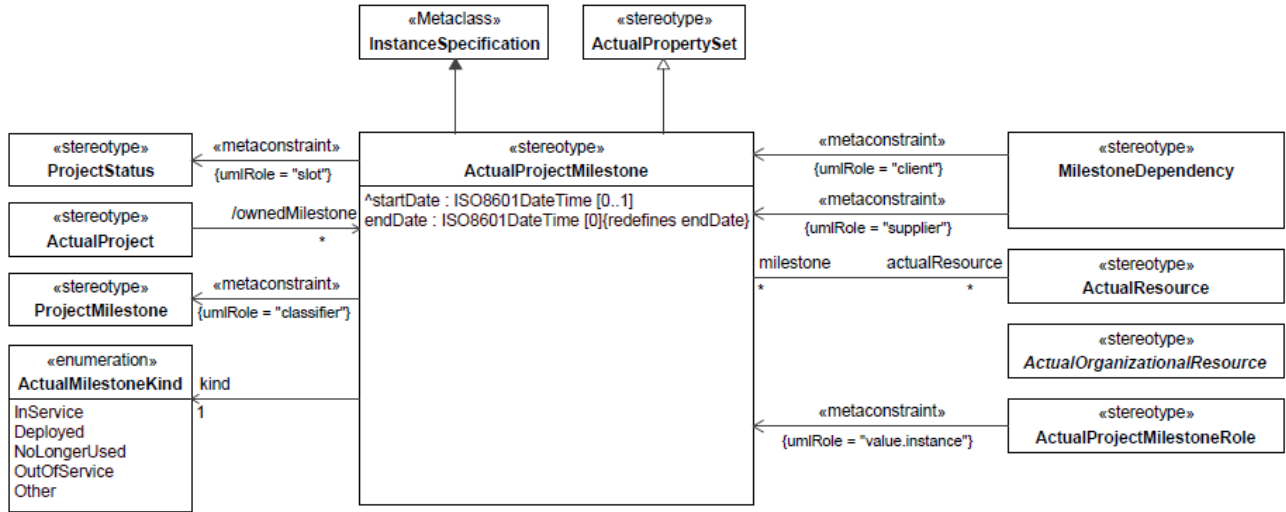 «Metaclass»
InstanceSpecification
«stereotype»
ActualPropertySet
«stereotype»
ProjectStatus
«metaconstraint»
{umlRole = "slot"}
«stereotype»
ActualProject
/ownedMilestone
*
«stereotype»
ProjectMilestone
«metaconstraint»
{umlRole = "classifier"}
«enumeration»
ActualMilestoneKind
InService
Deployed
NoLongerUsed
OutOfService
Other
kind
1
«stereotype»
ActualProjectMilestone
^startDate : ISO8601DateTime [0..1]
endDate : ISO8601DateTime [0]{redefines endDate}
«metaconstraint»
{umlRole = "client"}
«metaconstraint»
{umlRole = "supplier"}
«stereotype»
MilestoneDependency
milestone
*
actualResource
*
«stereotype»
ActualResource
«stereotype»
ActualOrganizationalResource
«metaconstraint»
{umlRole = "value.instance"}
«stereotype»
ActualProjectMilestoneRole